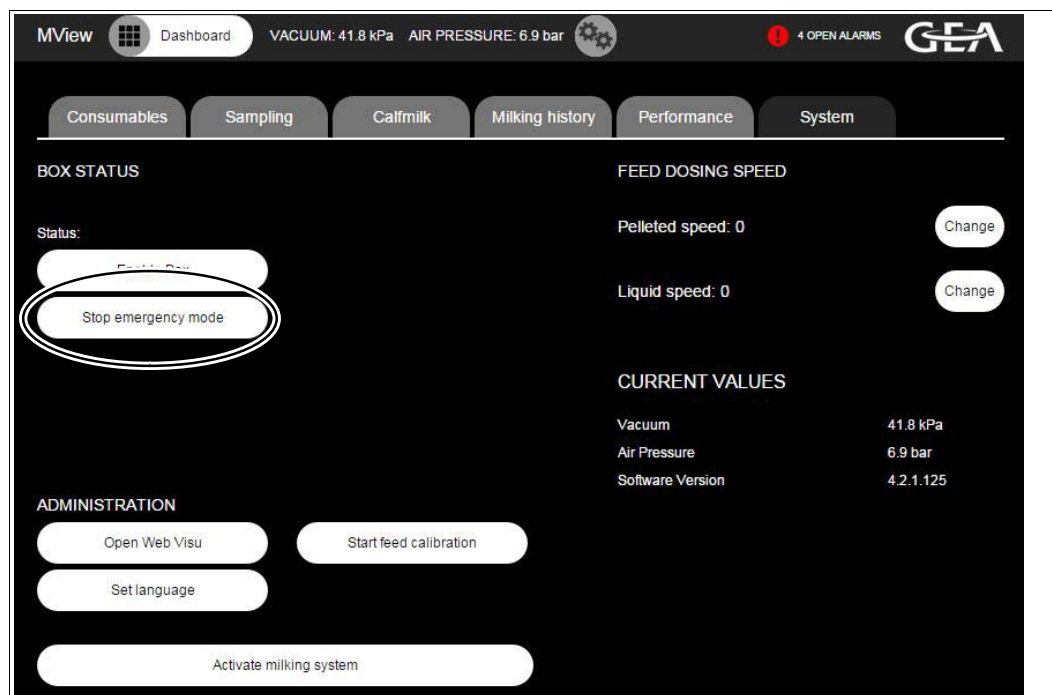 MView Dashboard VACUUM: 41.8 kPa AIR PRESSURE: 6.9 bar ! 4 OPEN ALARMS GEA
Consumables Sampling Calfmilk Milking history Performance System
BOX STATUS
FEED DOSING SPEED
Status:
Pelleted speed: 0 Change
Stop emergency mode
Liquid speed: 0 Change
CURRENT VALUES
Vacuum 41.8 kPa
Air Pressure 6.9 bar
Software Version 4.2.1.125
ADMINISTRATION
Open Web Visu Start feed calibration
Set language
Activate milking system